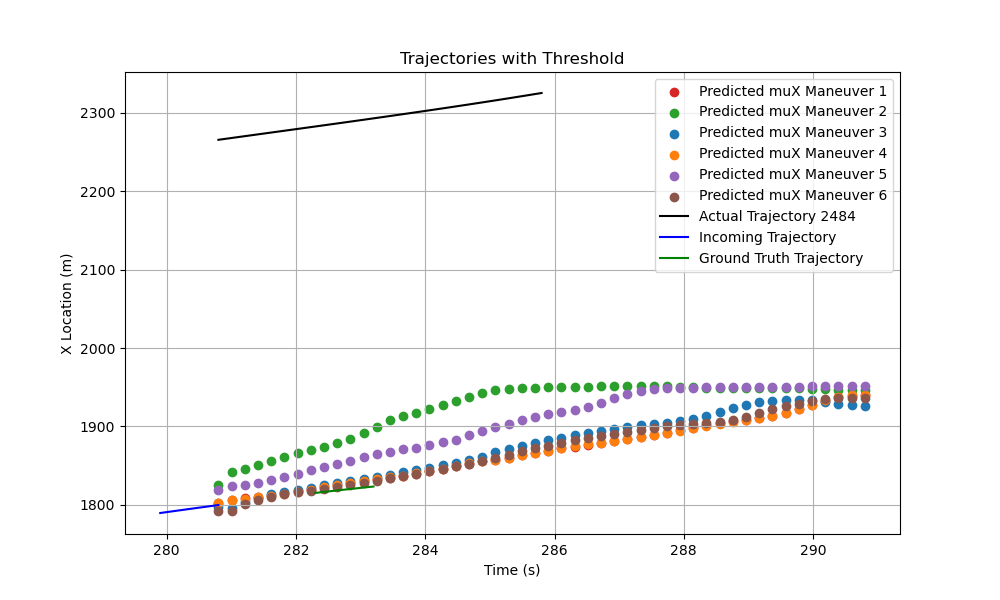 Trajectories with Threshold
Predicted muX Maneuver 1
Predicted muX Maneuver 2
Predicted muX Maneuver 3
Predicted muX Maneuver 4
Predicted muX Maneuver 5
Predicted muX Maneuver 6
Actual Trajectory 2484
Incoming Trajectory
Ground Truth Trajectory
X Location (m)
2300
2200
2100
2000
1900
1800
280 282 284 286 288 290
Time (s)